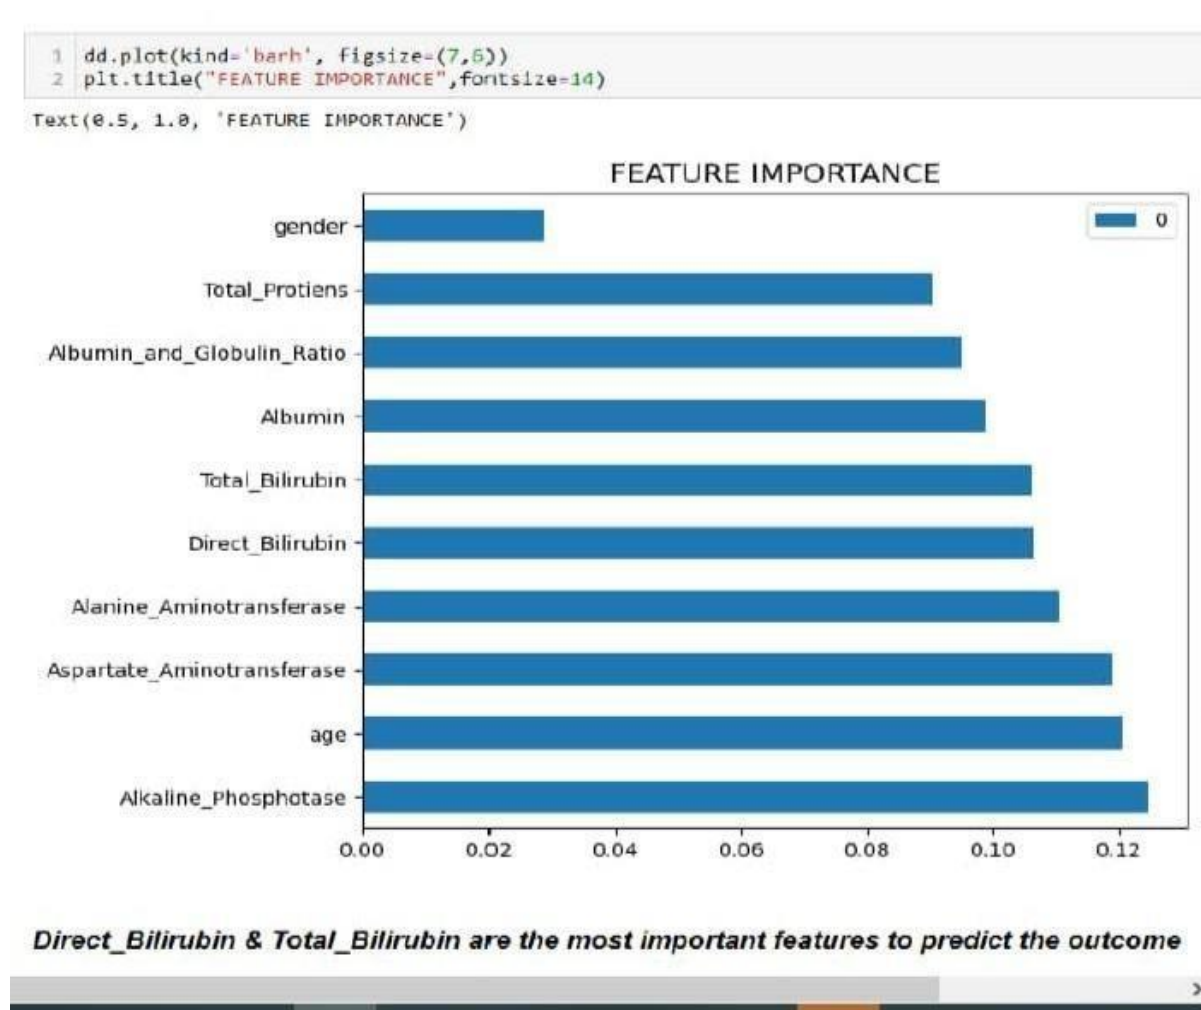 1 dd.plot(kind='barh', figsize=(7,6))
2 plt.title("FEATURE IMPORTANCE",fontsize=14)
Text(0.5, 1.0, 'FEATURE IMPORTANCE')
FEATURE IMPORTANCE
0
gender
Total_Protiens
Albumin_and_Globulin_Ratio
Albumin
Total_Bilirubin
Direct_Bilirubin
Alanine_Aminotransferase
Aspartate_Aminotransferase
age
Alkaline_Phosphotase
0.00 0.02 0.04 0.06 0.08 0.10 0.12
Direct_Bilirubin & Total_Bilirubin are the most important features to predict the outcome